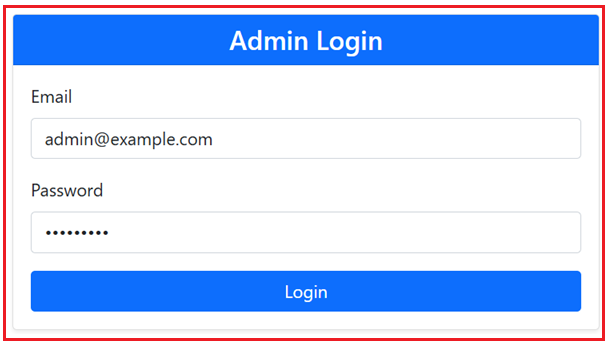 Admin Login
Email
admin@example.com
Password
•••••••••
Login